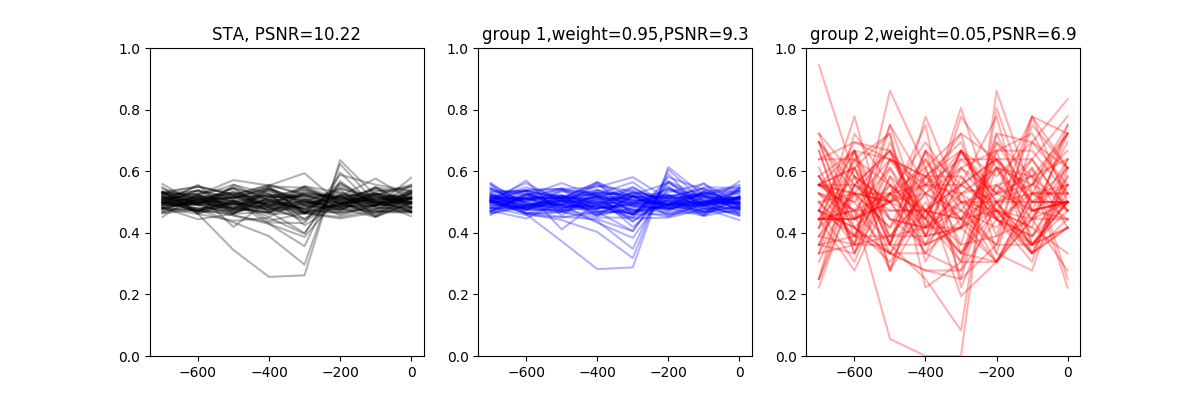 STA, PSNR=10.22
group 1,weight=0.95,PSNR=9.3
group 2,weight=0.05,PSNR=6.9
1.0 1.0 1.0
0.8 0.8 0.8
0.6 0.6 0.6
0.4 0.4 0.4
0.2 0.2 0.2
0.0 0.0 0.0
−600 −400 −200 0 −600 −400 −200 0 −600 −400 −200 0